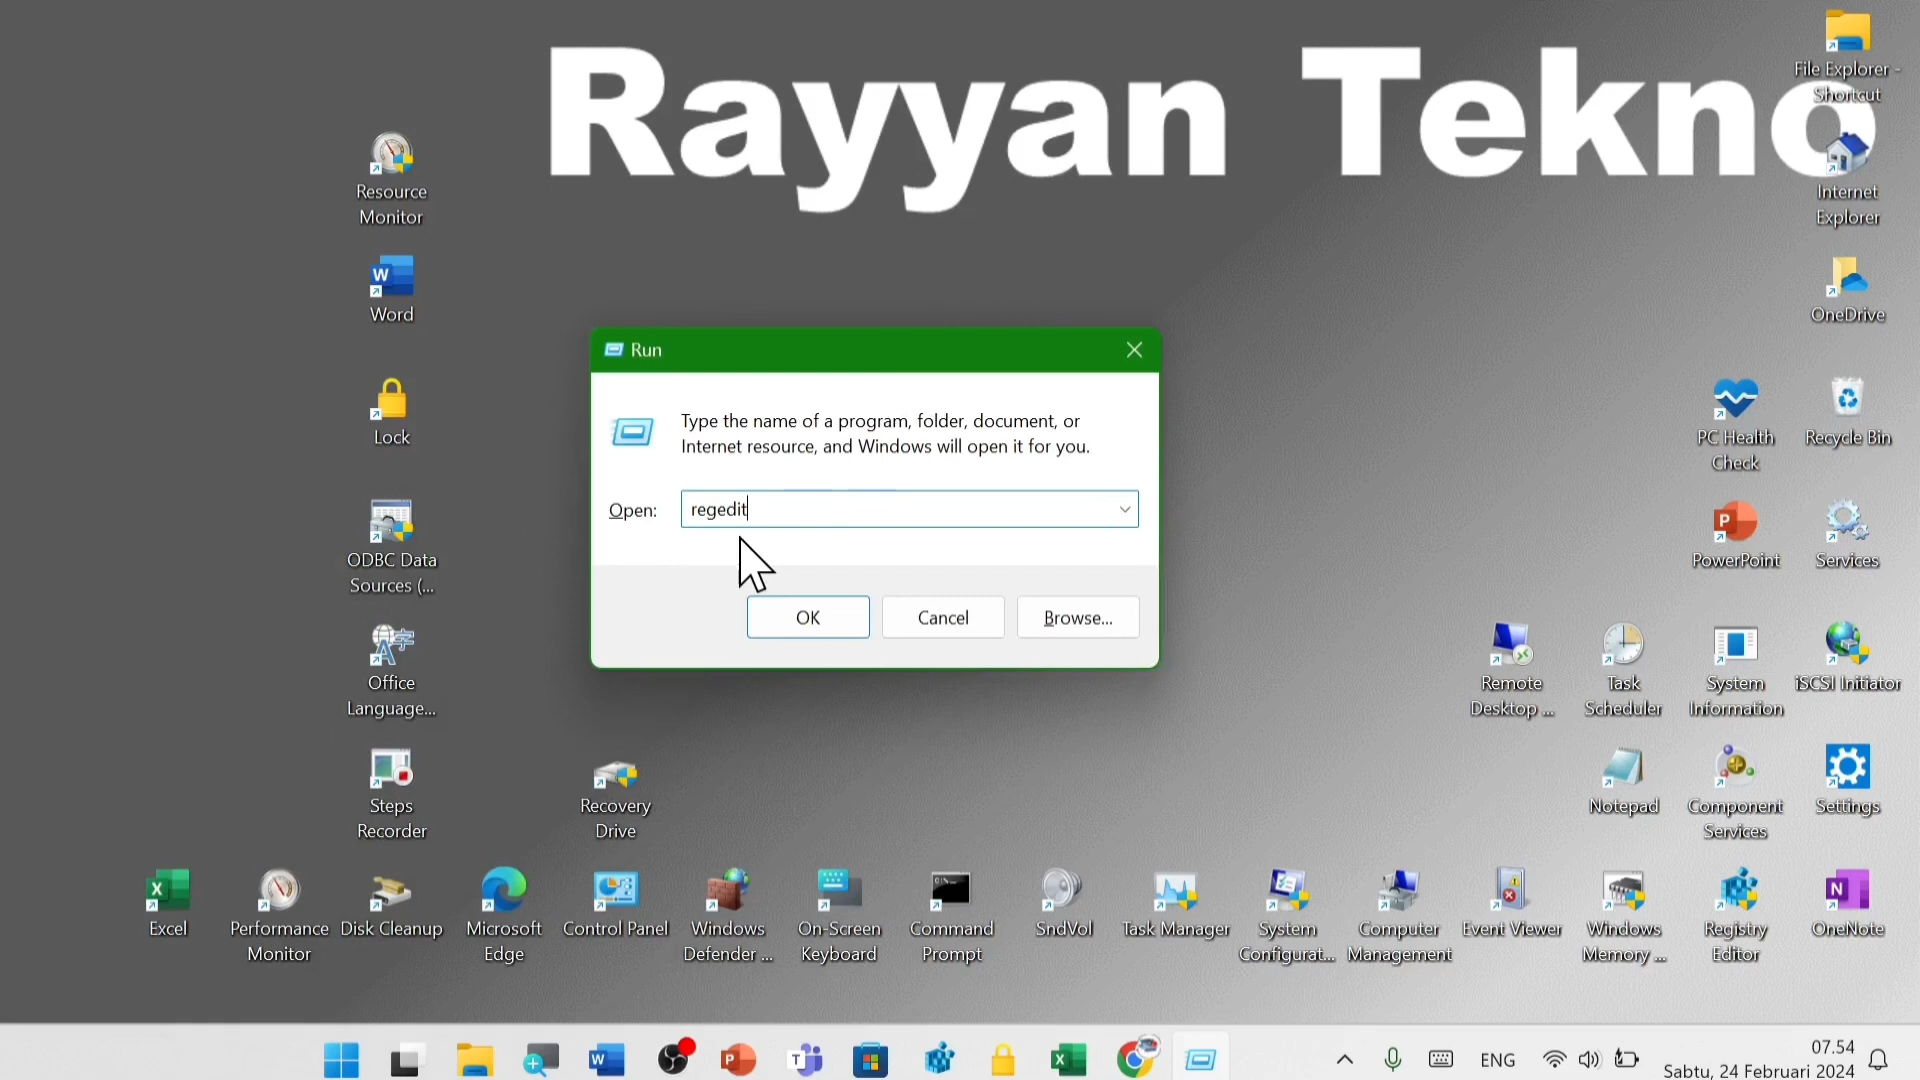 Rayyan Tekno
File Explorer -
Shortcut
Resource
Monitor
Internet
Explorer
Word
OneDrive
Run
Type the name of a program, folder, document, or
Internet resource, and Windows will open it for you.
Lock
PC Health
Check
Recycle Bin
Open:
regedit
ODBC Data
Sources (...
PowerPoint
Services
OK
Cancel
Browse...
Office
Language...
Remote
Desktop ...
Task
Scheduler
System
Information
iSCSI Initiator
Steps
Recorder
Recovery
Drive
Notepad
Component
Services
Settings
Excel
Performance
Monitor
Disk Cleanup
Microsoft
Edge
Control Panel
Windows
Defender ...
On-Screen
Keyboard
Command
Prompt
SndVol
Task Manager
System
Configurat...
Computer
Management
Event Viewer
Windows
Memory ...
Registry
Editor
OneNote
ENG
07.54
Sabtu, 24 Februari 2024